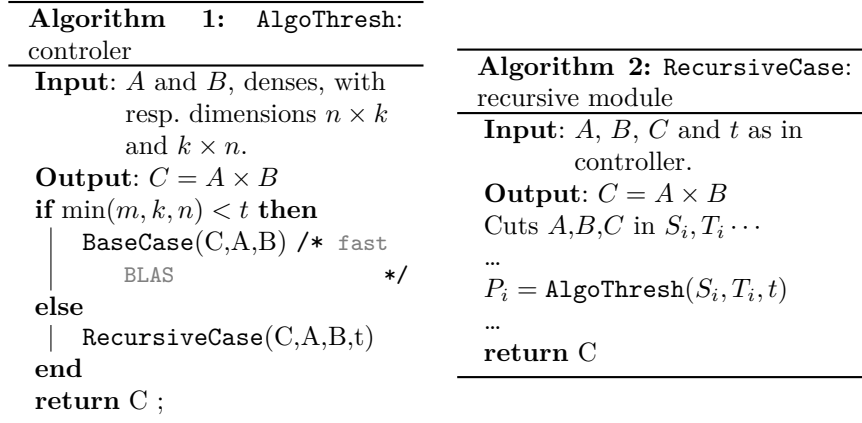 Algorithm 1: AlgoThresh:
controler
Input: A and B, denses, with
resp. dimensions n × k
and k × n.
Output: C = A × B
if min(m, k, n) < t then
BaseCase(C,A,B) /* fast
BLAS */
else
RecursiveCase(C,A,B,t)
end
return C ;
Algorithm 2: RecursiveCase:
recursive module
Input: A, B, C and t as in
controller.
Output: C = A × B
Cuts A,B,C in S_i, T_i ⋯
...
P_i = AlgoThresh(S_i, T_i, t)
...
return C